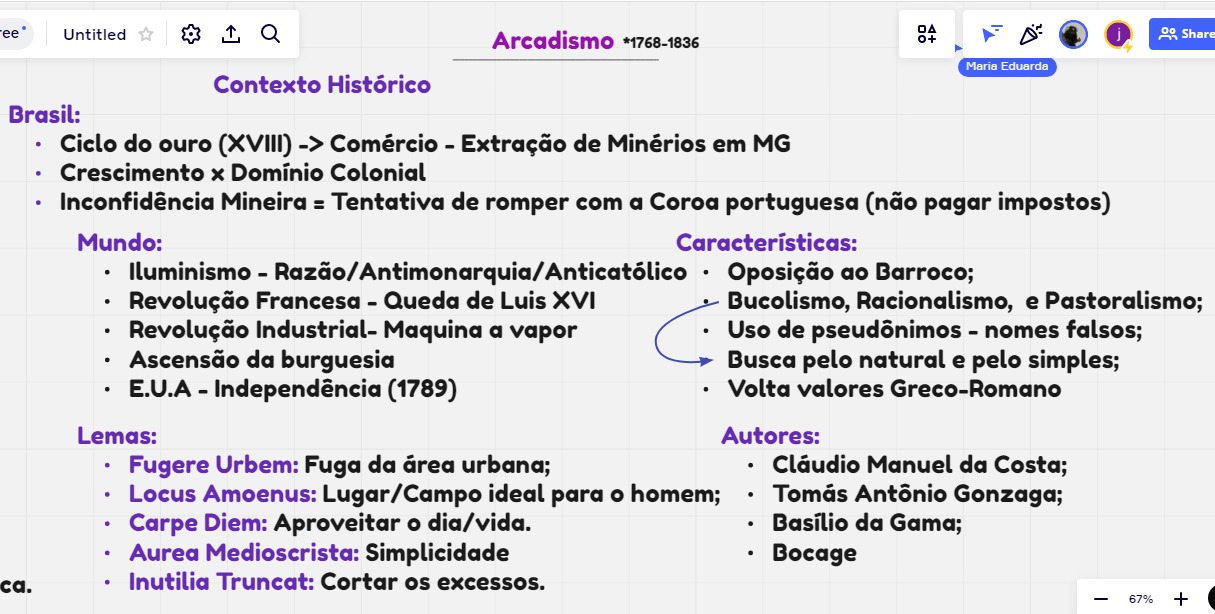 ree
Untitled
Arcadismo *1768-1836
j
Share
Maria Eduarda
Contexto Histórico
Brasil:
• Ciclo do ouro (XVIII) -> Comércio - Extração de Minérios em MG
• Crescimento x Domínio Colonial
• Inconfidência Mineira = Tentativa de romper com a Coroa portuguesa (não pagar impostos)
Mundo:
• Iluminismo - Razão/Antimonarquia/Anticatólico
• Revolução Francesa - Queda de Luis XVI
• Revolução Industrial- Maquina a vapor
• Ascensão da burguesia
• E.U.A - Independência (1789)
Características:
• Oposição ao Barroco;
• Bucolismo, Racionalismo, e Pastoralismo;
• Uso de pseudônimos - nomes falsos;
• Busca pelo natural e pelo simples;
• Volta valores Greco-Romano
Lemas:
• Fugere Urbem: Fuga da área urbana;
• Locus Amoenus: Lugar/Campo ideal para o homem;
• Carpe Diem: Aproveitar o dia/vida.
• Aurea Medioscrista: Simplicidade
• Inutilia Truncat: Cortar os excessos.
Autores:
• Cláudio Manuel da Costa;
• Tomás Antônio Gonzaga;
• Basílio da Gama;
• Bocage
ca.
67%